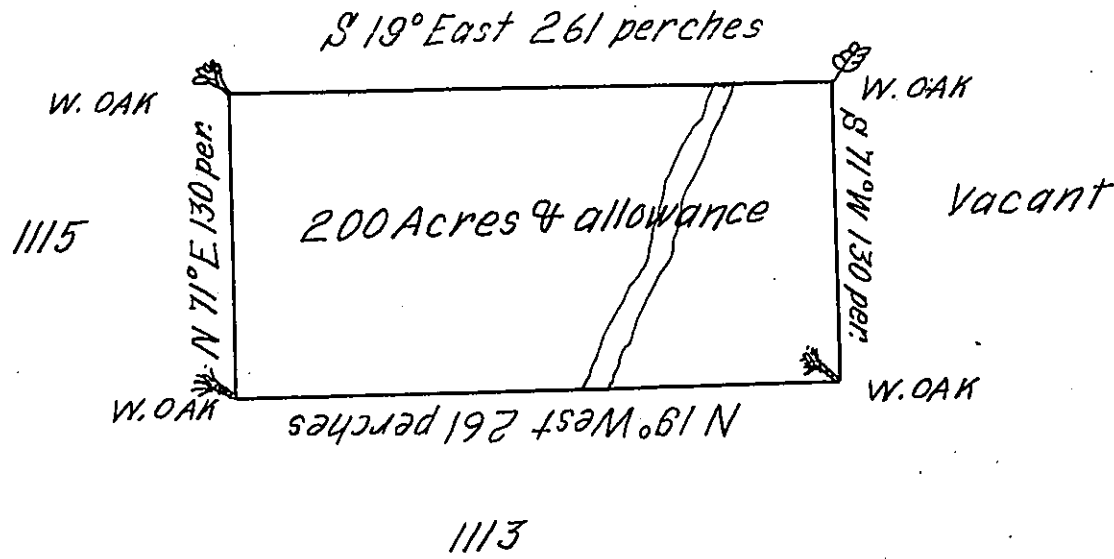 S 19° East 261 perches
W. OAK
W. OAK
N 71° E 130 per.
S 71° W 130 per.
1115
200 Acres & allowance
Vacant
W. OAK
W. OAK
N 19° West 261 perches
1113